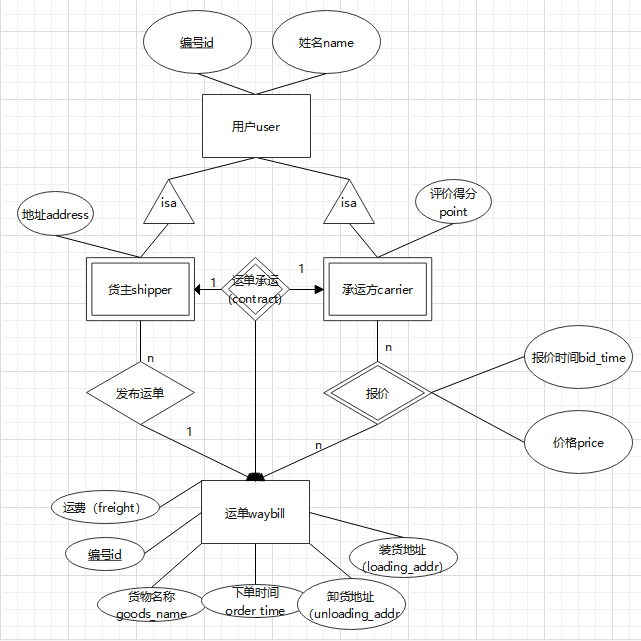 编号id
姓名name
用户user
isa
isa
地址address
评价得分
point
货主shipper
1
运单承运
(contract)
1
承运方carrier
n
n
发布运单
报价
报价时间bid_time
1
n
价格price
运费（freight）
运单waybill
编号id
装货地址
(loading_addr)
货物名称
goods_name
下单时间
order time
卸货地址
(unloading_addr